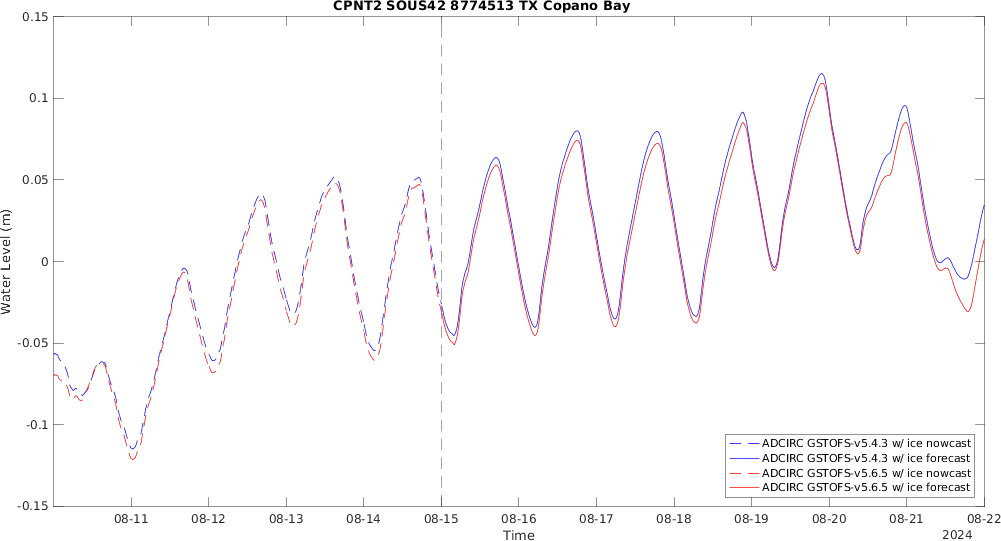 CPNT2 SOUS42 8774513 TX Copano Bay
0.15
0.1
0.05
0
-0.05
-0.1
-0.15
Water Level (m)
08-11 08-12 08-13 08-14 08-15 08-16 08-17 08-18 08-19 08-20 08-21 08-22
Time
2024
ADCIRC GSTOFS-v5.4.3 w/ ice nowcast
ADCIRC GSTOFS-v5.4.3 w/ ice forecast
ADCIRC GSTOFS-v5.6.5 w/ ice nowcast
ADCIRC GSTOFS-v5.6.5 w/ ice forecast